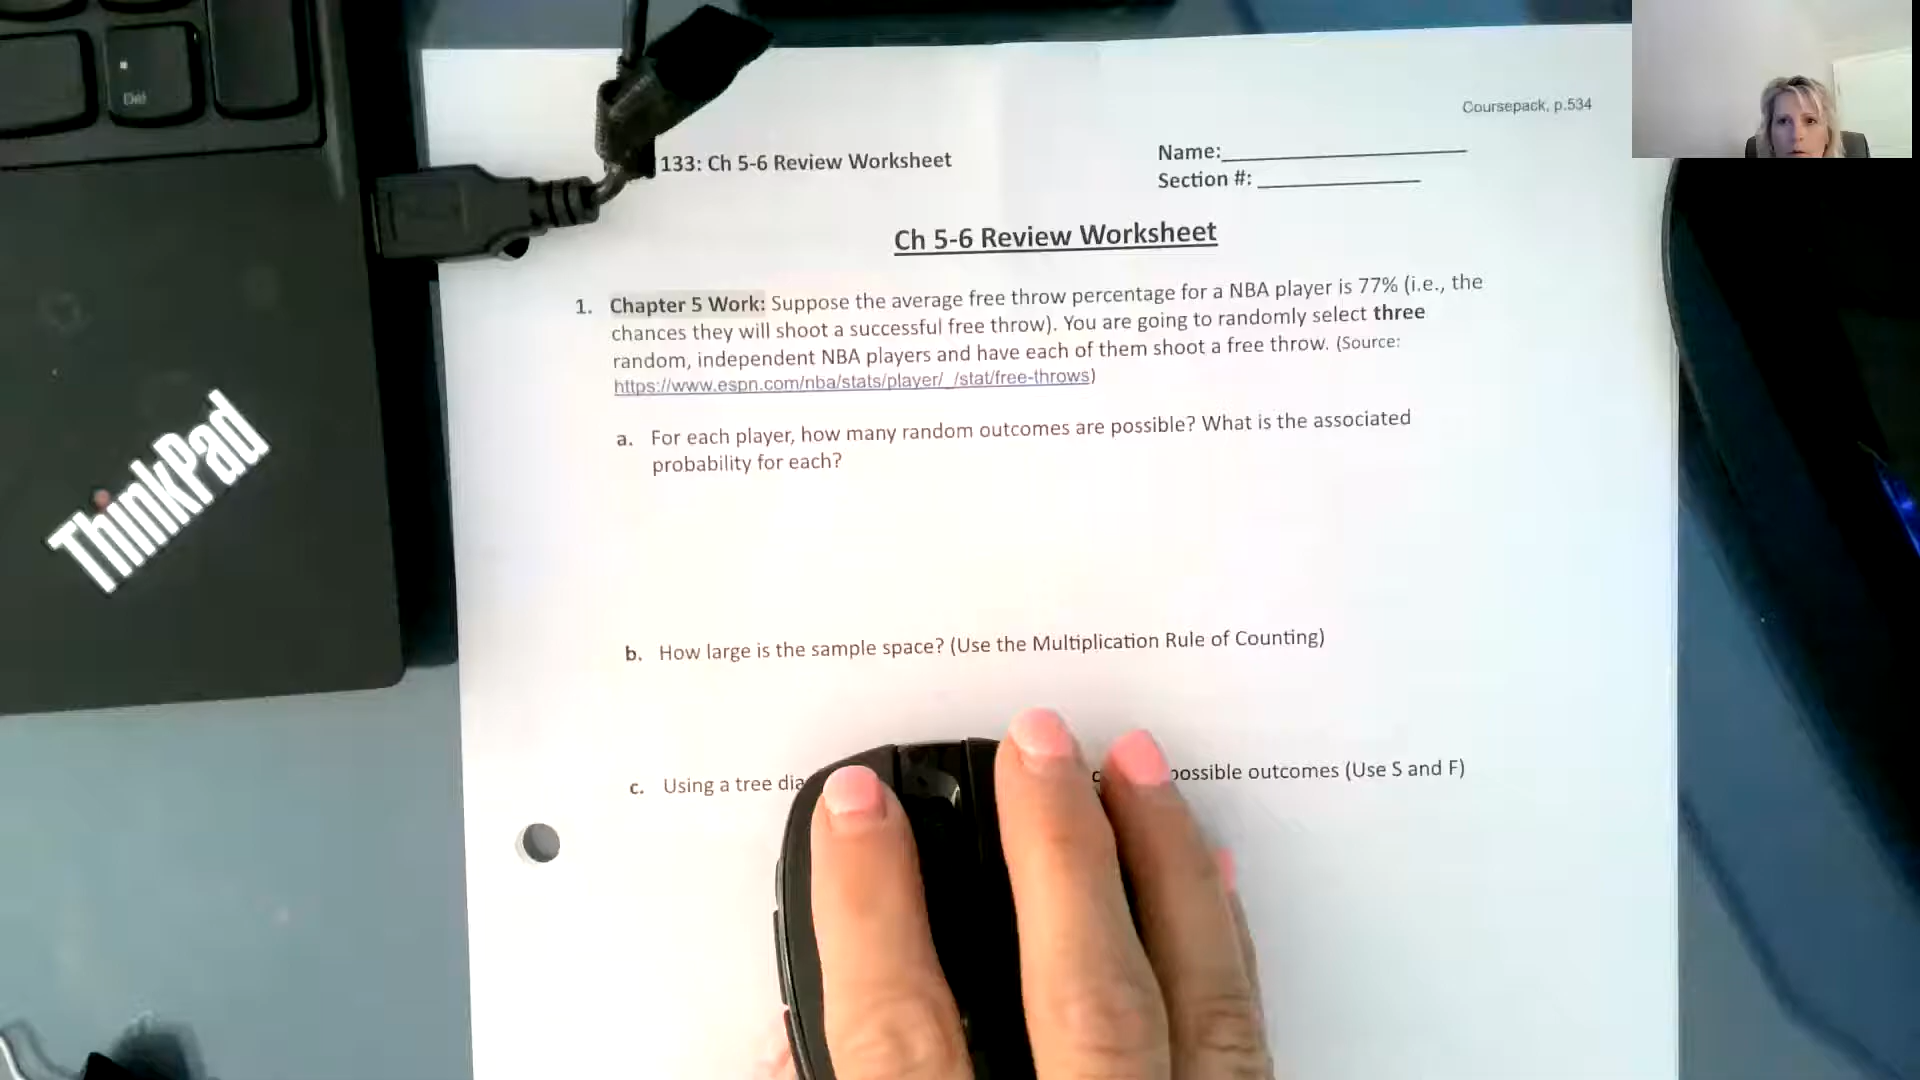 Del
ThinkPad
Coursepack, p.534
133: Ch 5-6 Review Worksheet
Name:
Section #:
Ch 5-6 Review Worksheet
1. Chapter 5 Work: Suppose the average free throw percentage for a NBA player is 77% (i.e., the
chances they will shoot a successful free throw). You are going to randomly select three
random, independent NBA players and have each of them shoot a free throw. (Source:
https://www.espn.com/nba/stats/player/_/stat/free-throws)
a. For each player, how many random outcomes are possible? What is the associated
probability for each?
b. How large is the sample space? (Use the Multiplication Rule of Counting)
c. Using a tree possible outcomes (Use S and F)